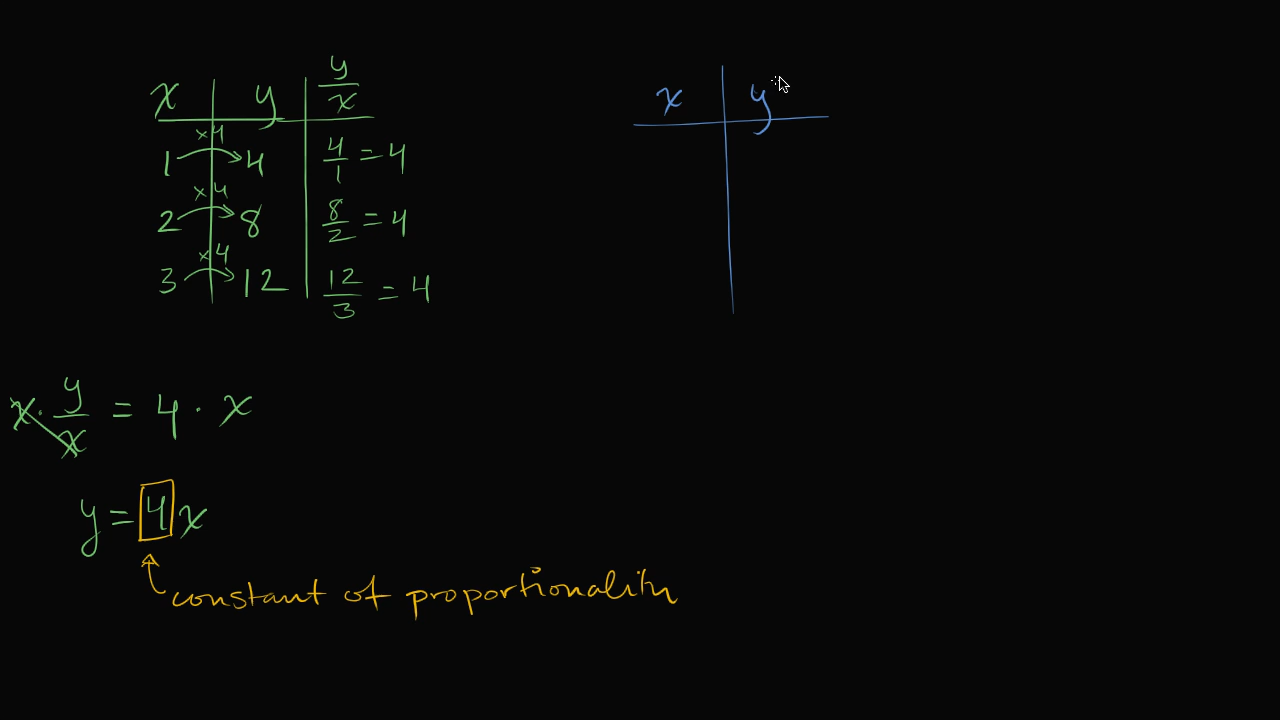 x y y/x
×4
1 4 4/1 = 4
×4
2 8 8/2 = 4
×4
3 12 12/3 = 4
x · y/x = 4 · x
y = 4x
constant of proportionality
x y